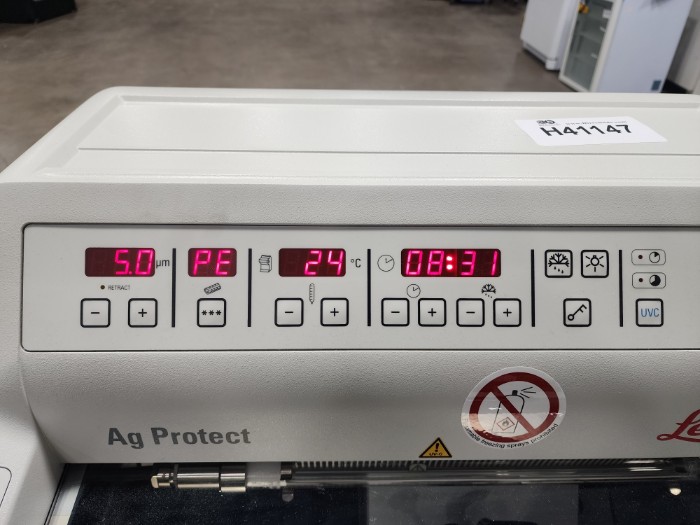 H41147
5.0 µm PE 24 °C 08:31
RETRACT
− + *** − + − + − + UVC
Ag Protect